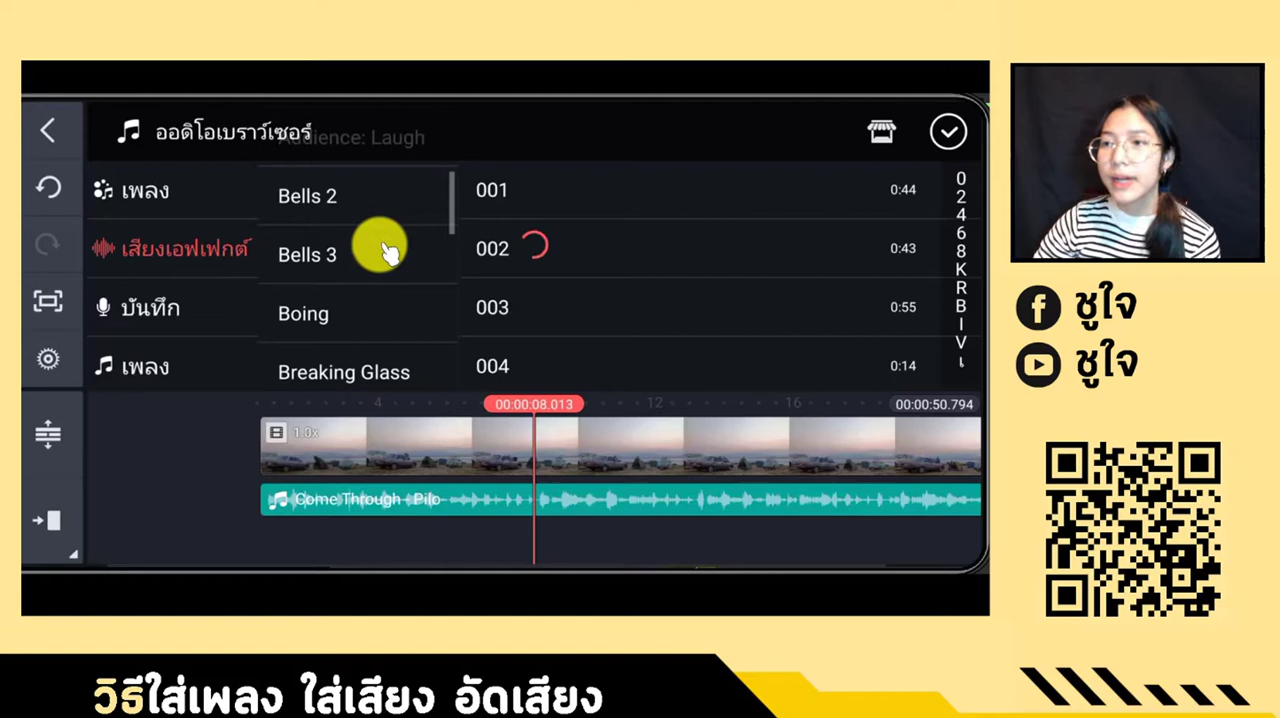 ออดิโอเบราว์เซอร์
Audience: Laugh
เพลง
Bells 2
001
0:44
เสียงเอฟเฟกต์
Bells 3
002
0:43
บันทึก
Boing
003
0:55
เพลง
Breaking Glass
004
0:14
0
2
4
6
8
K
R
B
I
V
เ
4
00:00:08.013
12
16
00:00:50.794
1.0x
Come Through - Pilo
ชูใจ
ชูใจ
วิธีใส่เพลง ใส่เสียง อัดเสียง